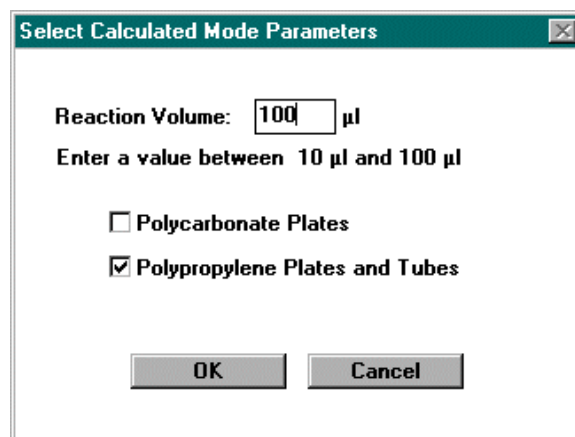 Select Calculated Mode Parameters
Reaction Volume: 100 µl
Enter a value between 10 µl and 100 µl
Polycarbonate Plates
Polypropylene Plates and Tubes
OK Cancel